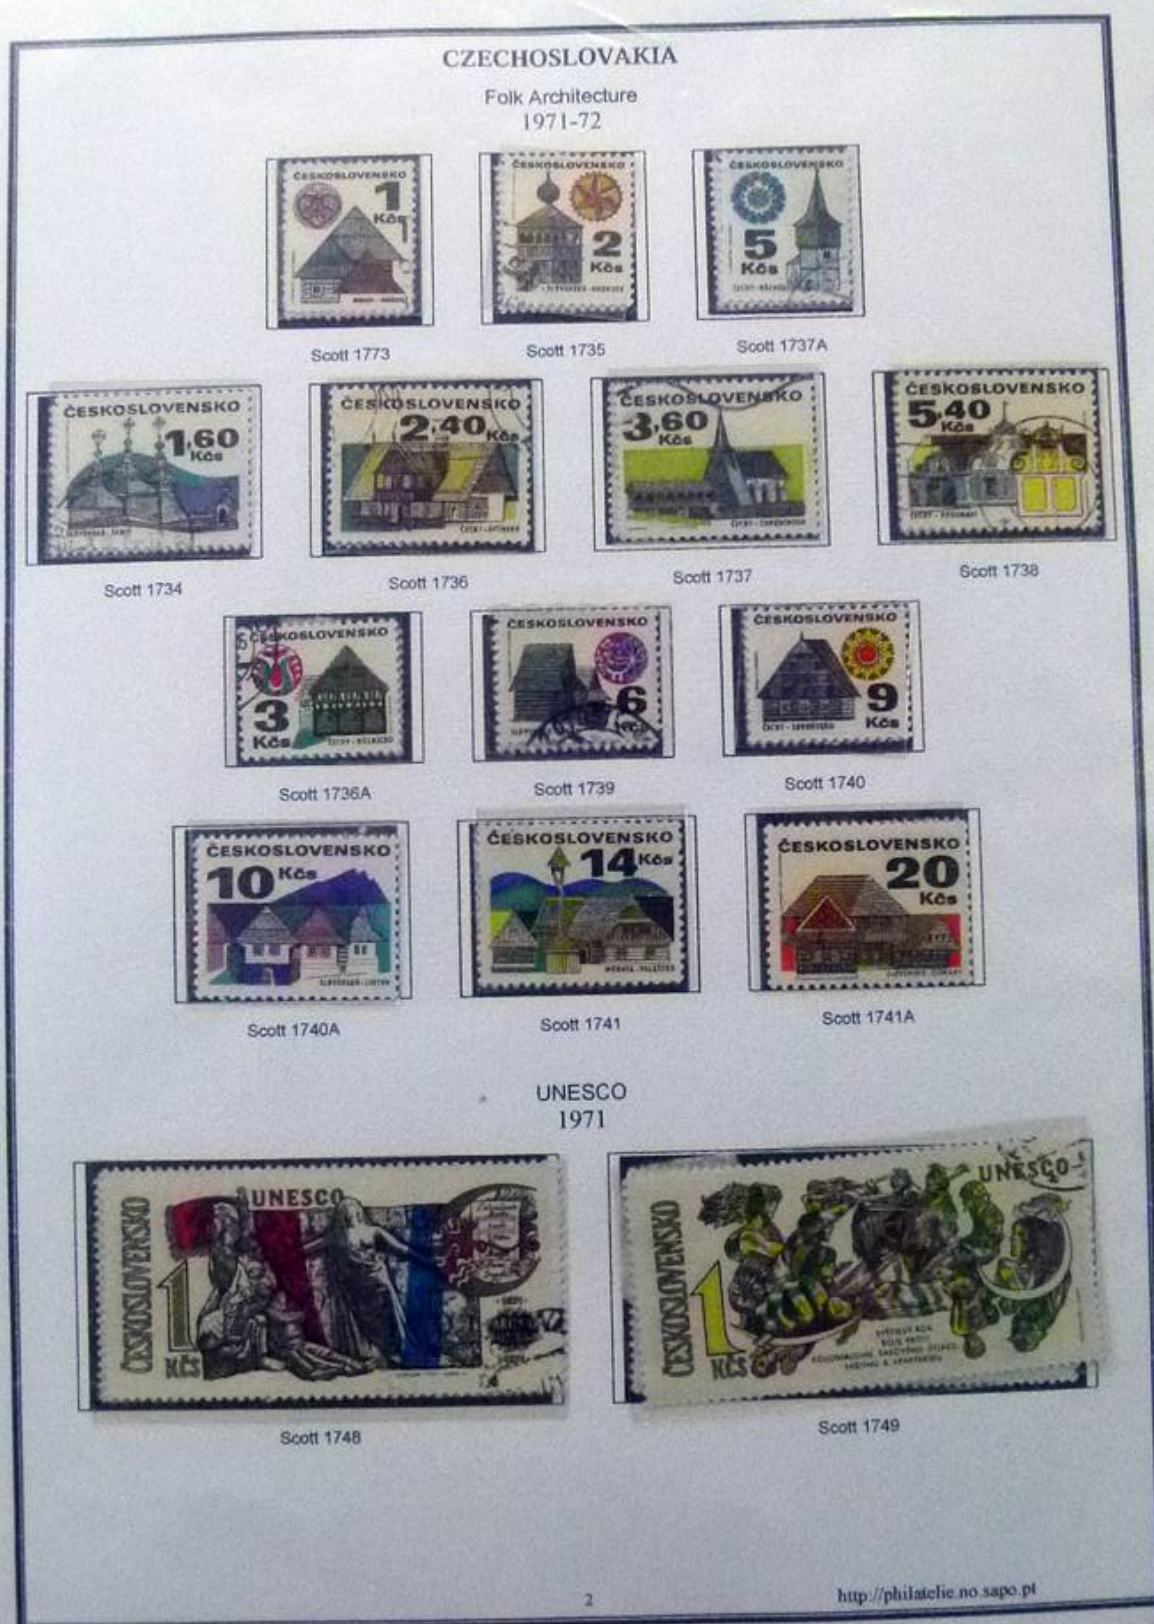 CZECHOSLOVAKIA
Folk Architecture
1971-72
ČESKOSLOVENSKO
1
Kčs
ČESKOSLOVENSKO
2
Kčs
ČESKOSLOVENSKO
5
Kčs
Scott 1773
Scott 1735
Scott 1737A
ČESKOSLOVENSKO
1,60
Kčs
ČESKOSLOVENSKO
2,40 Kčs
ČESKOSLOVENSKO
3,60
Kčs
ČESKOSLOVENSKO
5,40
Kčs
Scott 1734
Scott 1736
Scott 1737
Scott 1738
ČESKOSLOVENSKO
3
Kčs
ČECHY - MĚLNICKO
ČESKOSLOVENSKO
6
Kčs
ČESKOSLOVENSKO
9
Kčs
Scott 1736A
Scott 1739
Scott 1740
ČESKOSLOVENSKO
10 Kčs
ČESKOSLOVENSKO
14 Kčs
ČESKOSLOVENSKO
20
Kčs
Scott 1740A
Scott 1741
Scott 1741A
UNESCO
1971
ČESKOSLOVENSKO
UNESCO
1
KČS
ČESKOSLOVENSKO
UNESCO
1
KČS
Scott 1748
Scott 1749
2
http://philatelie.no.sapo.pt